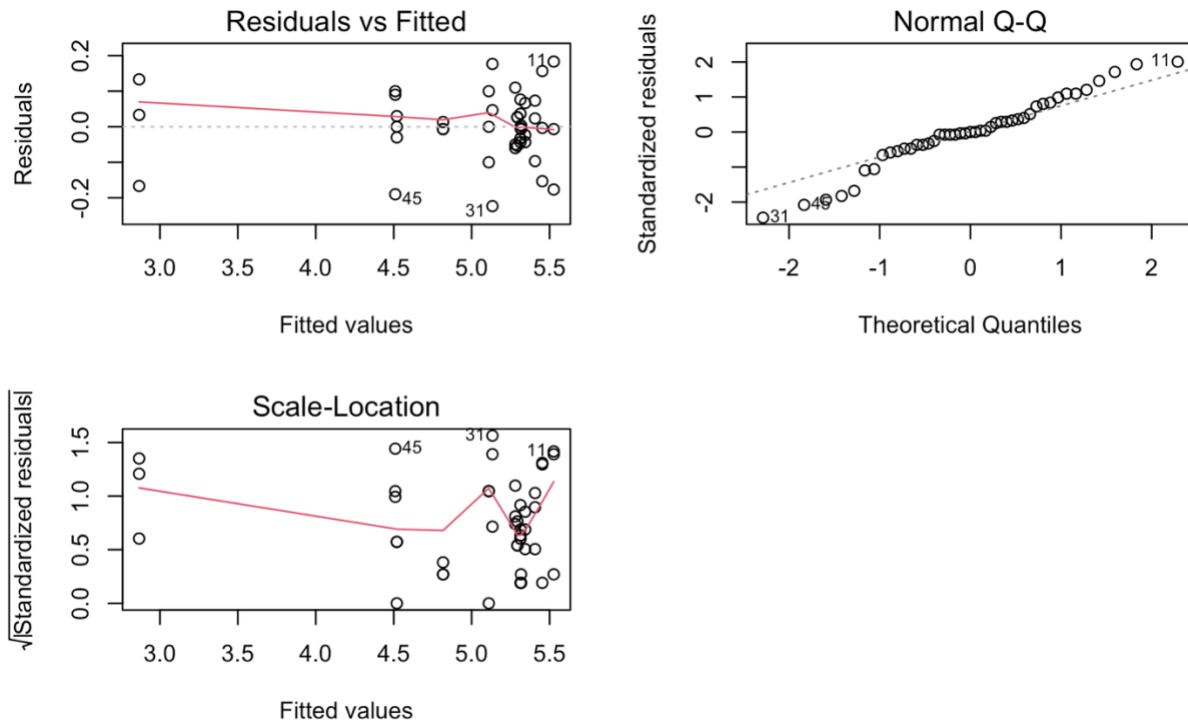 Residuals vs Fitted
Residuals
0.2
0.0
-0.2
11
45
31
3.0 3.5 4.0 4.5 5.0 5.5
Fitted values
Normal Q-Q
Standardized residuals
2
1
0
-2
11
31
45
-2 -1 0 1 2
Theoretical Quantiles
Scale-Location
√|Standardized residuals|
1.5
1.0
0.5
0.0
45
31
11
3.0 3.5 4.0 4.5 5.0 5.5
Fitted values